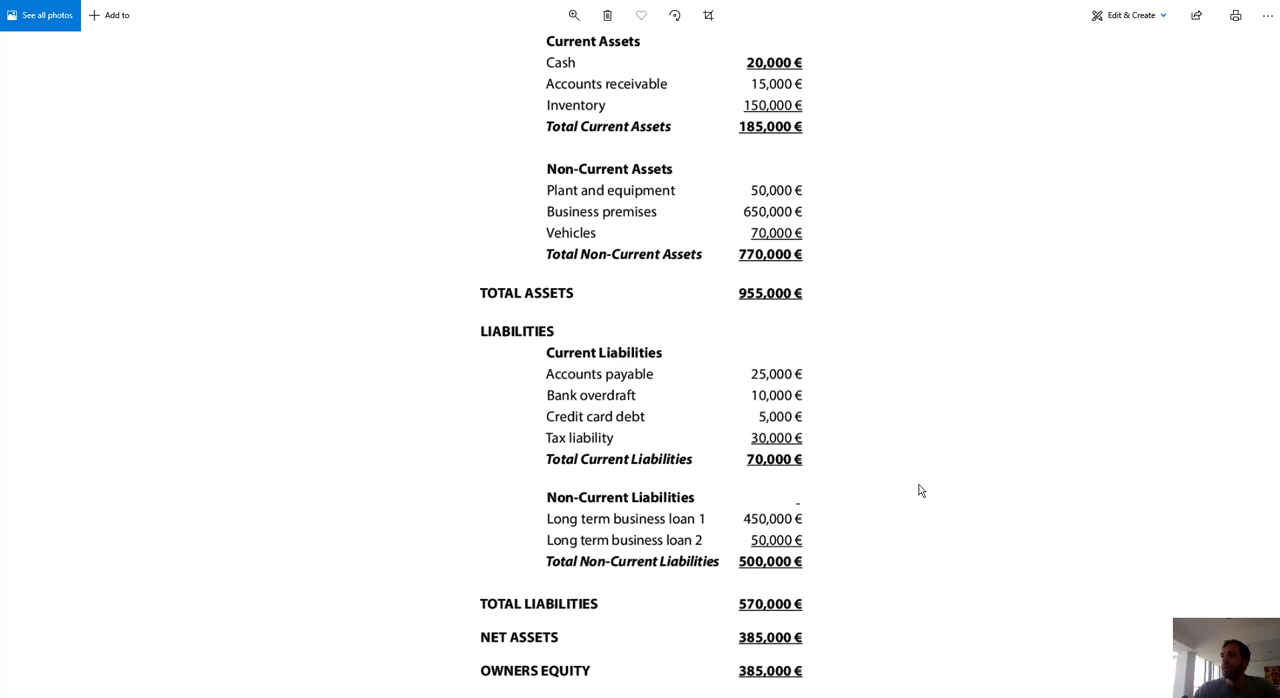 See all photos + Add to Edit & Create
Current Assets
Cash 20,000 €
Accounts receivable 15,000 €
Inventory 150,000 €
Total Current Assets 185,000 €
Non-Current Assets
Plant and equipment 50,000 €
Business premises 650,000 €
Vehicles 70,000 €
Total Non-Current Assets 770,000 €
TOTAL ASSETS 955,000 €
LIABILITIES
Current Liabilities
Accounts payable 25,000 €
Bank overdraft 10,000 €
Credit card debt 5,000 €
Tax liability 30,000 €
Total Current Liabilities 70,000 €
Non-Current Liabilities -
Long term business loan 1 450,000 €
Long term business loan 2 50,000 €
Total Non-Current Liabilities 500,000 €
TOTAL LIABILITIES 570,000 €
NET ASSETS 385,000 €
OWNERS EQUITY 385,000 €